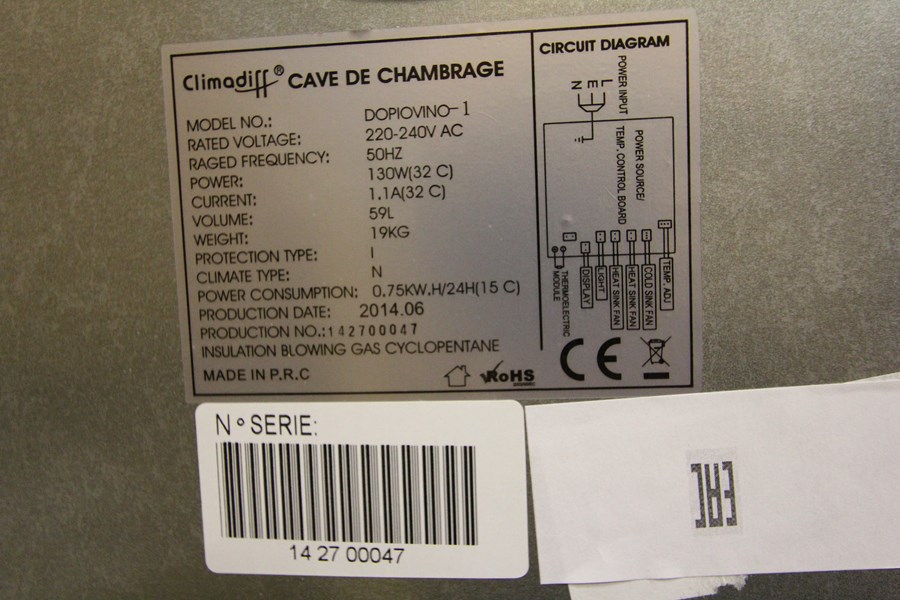 Climadiff® CAVE DE CHAMBRAGE
MODEL NO.: DOPIOVINO-1
RATED VOLTAGE: 220-240V AC
RAGED FREQUENCY: 50HZ
POWER: 130W(32 C)
CURRENT: 1.1A(32 C)
VOLUME: 59L
WEIGHT: 19KG
PROTECTION TYPE: I
CLIMATE TYPE: N
POWER CONSUMPTION: 0.75KW.H/24H(15 C)
PRODUCTION DATE: 2014.06
PRODUCTION NO.:142700047
INSULATION BLOWING GAS CYCLOPENTANE
MADE IN P.R.C
RoHS
CIRCUIT DIAGRAM
POWER INPUT
L
E
N
POWER SOURCE/
TEMP. CONTROL BOARD
TEMP. ADJ
COLD SINK FAN
HEAT SINK FAN
HEAT SINK FAN
LIGHT
DISPLAY
THERMOELECTRIC
MODULE
CE
N° SERIE:
14 27 00047